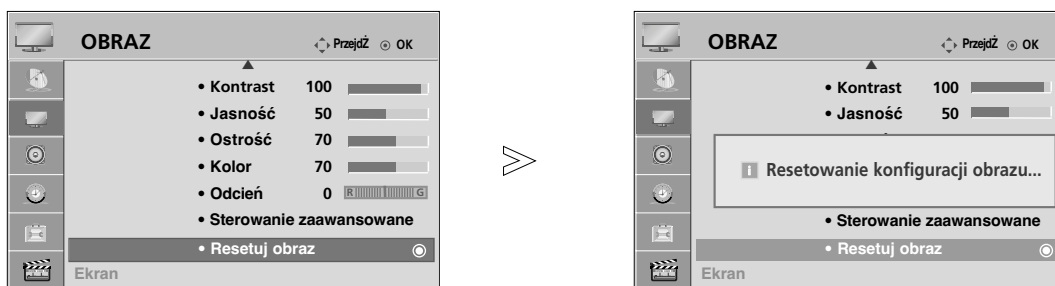 OBRAZ PrzejdŹ OK
• Kontrast 100
• Jasność 50
• Ostrość 70
• Kolor 70
• Odcień 0 R G
• Sterowanie zaawansowane
• Resetuj obraz
Ekran
OBRAZ PrzejdŹ OK
• Kontrast 100
• Jasność 50
i Resetowanie konfiguracji obrazu...
• Sterowanie zaawansowane
• Resetuj obraz
Ekran